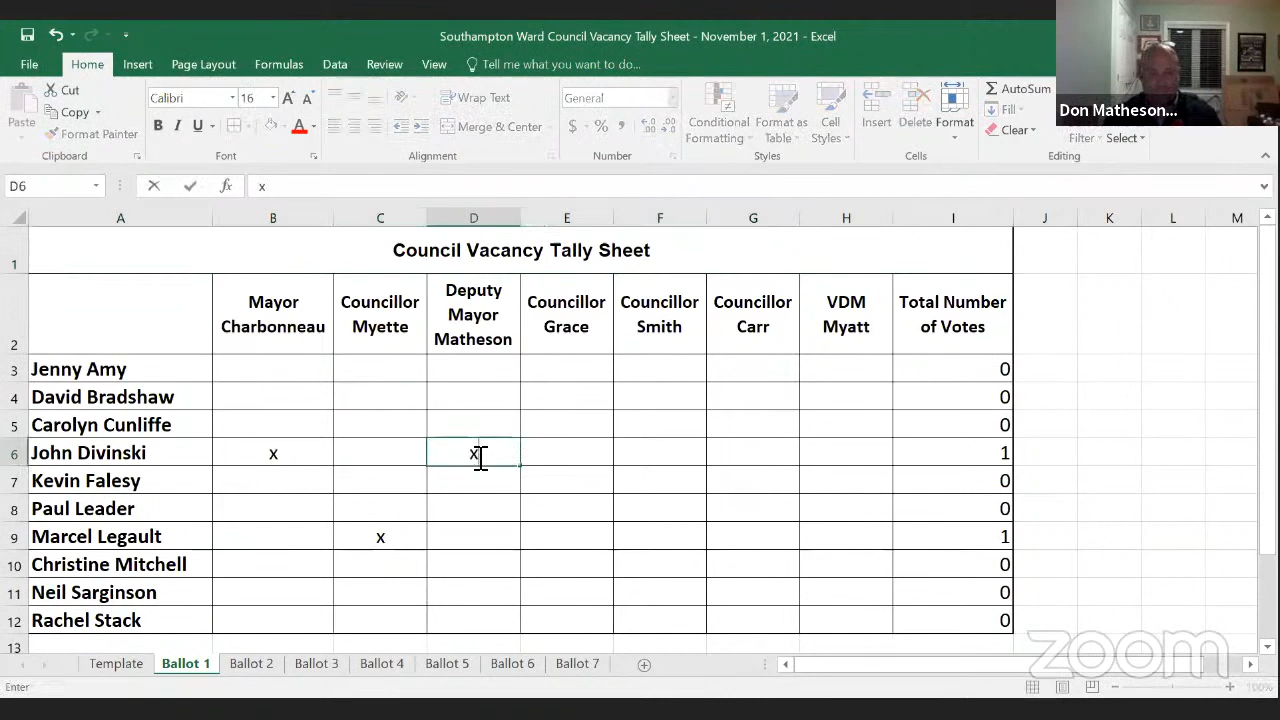 Southampton Ward Council Vacancy Tally Sheet - November 1, 2021 - Excel
File Home Insert Page Layout Formulas Data Review View Tell me what you want to do...
Don Matheson...
Paste
Cut
Copy
Format Painter
Clipboard
Calibri 16
B I U
Font
Wrap Text
Merge & Center
Alignment
General
$ % ,
Number
Conditional Formatting
Format as Table
Cell Styles
Styles
Insert Delete Format
Cells
AutoSum
Fill
Clear
Filter Select
Editing
D6 fx x
A B C D E F G H I J K L M
1 Council Vacancy Tally Sheet
Mayor Councillor Deputy Mayor Councillor Councillor Councillor VDM Total Number
2 Charbonneau Myette Matheson Grace Smith Carr Myatt of Votes
3 Jenny Amy 0
4 David Bradshaw 0
5 Carolyn Cunliffe 0
6 John Divinski x x 1
7 Kevin Falesy 0
8 Paul Leader 0
9 Marcel Legault x 1
10 Christine Mitchell 0
11 Neil Sarginson 0
12 Rachel Stack 0
13
Template Ballot 1 Ballot 2 Ballot 3 Ballot 4 Ballot 5 Ballot 6 Ballot 7
zoom
Enter 100%